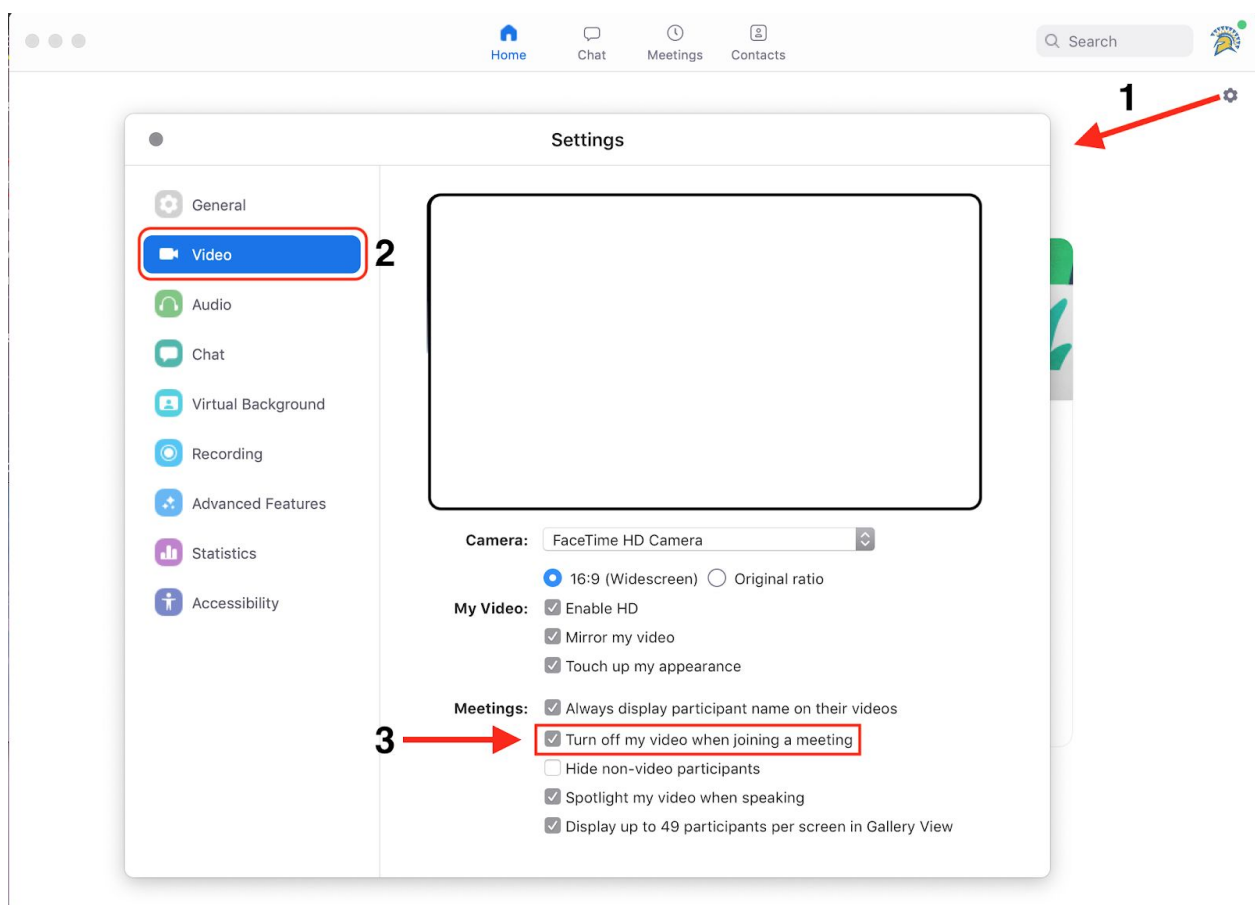 Home
Chat
Meetings
Contacts
Search
1
Settings
General
Video
2
Audio
Chat
Virtual Background
Recording
Advanced Features
Statistics
Accessibility
Camera: FaceTime HD Camera
16:9 (Widescreen) Original ratio
My Video: Enable HD
Mirror my video
Touch up my appearance
Meetings: Always display participant name on their videos
3 Turn off my video when joining a meeting
Hide non-video participants
Spotlight my video when speaking
Display up to 49 participants per screen in Gallery View